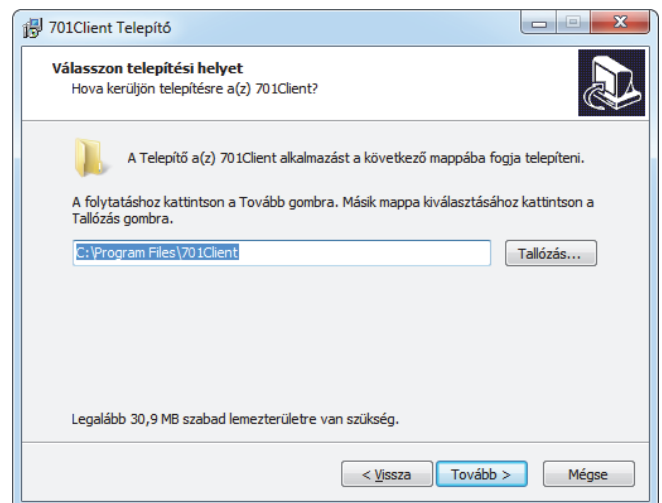 701Client Telepítő
Válasszon telepítési helyet
Hova kerüljön telepítésre a(z) 701Client?
A Telepítő a(z) 701Client alkalmazást a következő mappába fogja telepíteni.
A folytatáshoz kattintson a Tovább gombra. Másik mappa kiválasztásához kattintson a
Tallózás gombra.
C:\Program Files\701Client
Tallózás...
Legalább 30,9 MB szabad lemezterületre van szükség.
< Vissza
Tovább >
Mégse